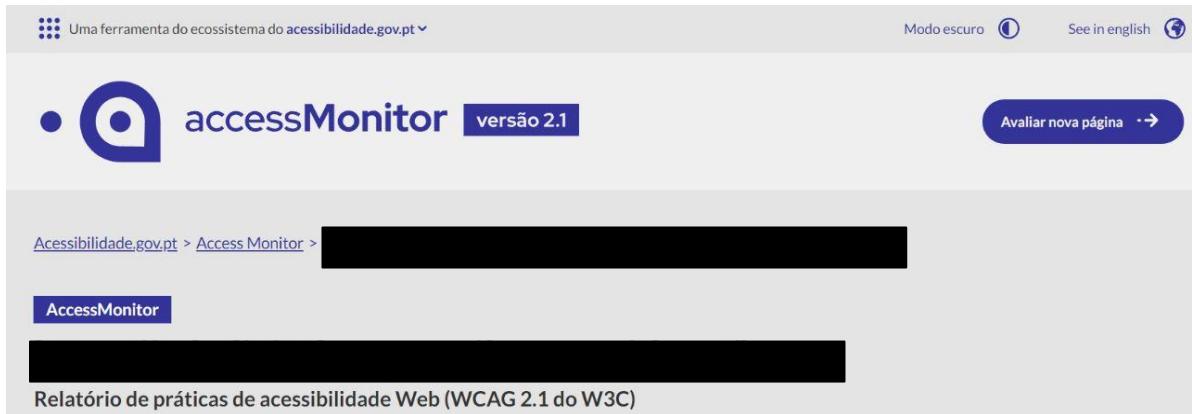 Uma ferramenta do ecossistema do acessibilidade.gov.pt
Modo escuro
See in english
accessMonitor versão 2.1
Avaliar nova página
Acessibilidade.gov.pt > Access Monitor >
AccessMonitor
Relatório de práticas de acessibilidade Web (WCAG 2.1 do W3C)